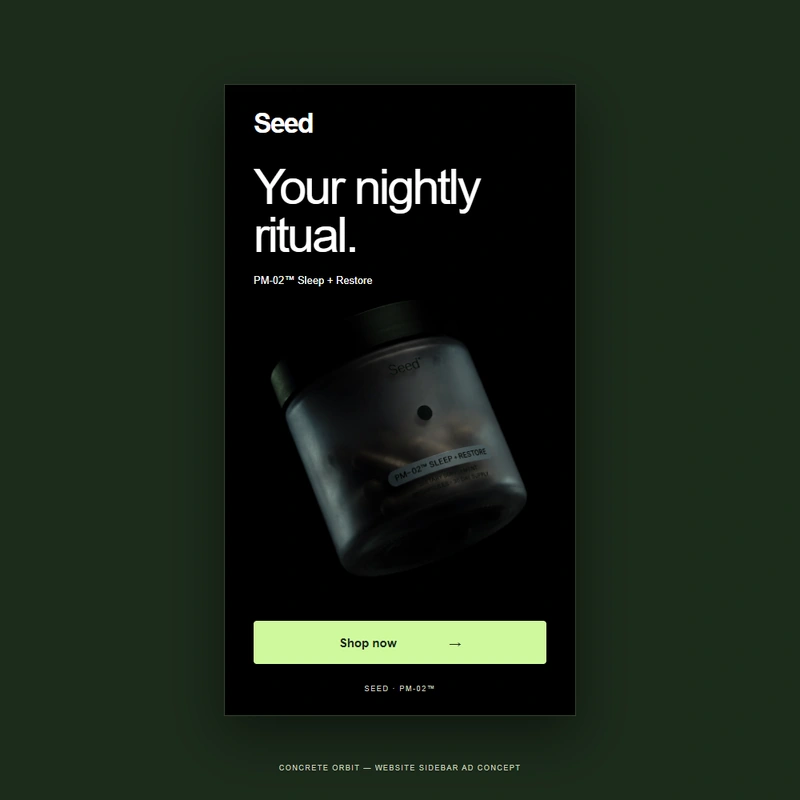 Seed
Your nightly
ritual.
PM-02™ Sleep + Restore
Seed
PM-02™ SLEEP + RESTORE
Shop now →
SEED · PM-02™
CONCRETE ORBIT — WEBSITE SIDEBAR AD CONCEPT